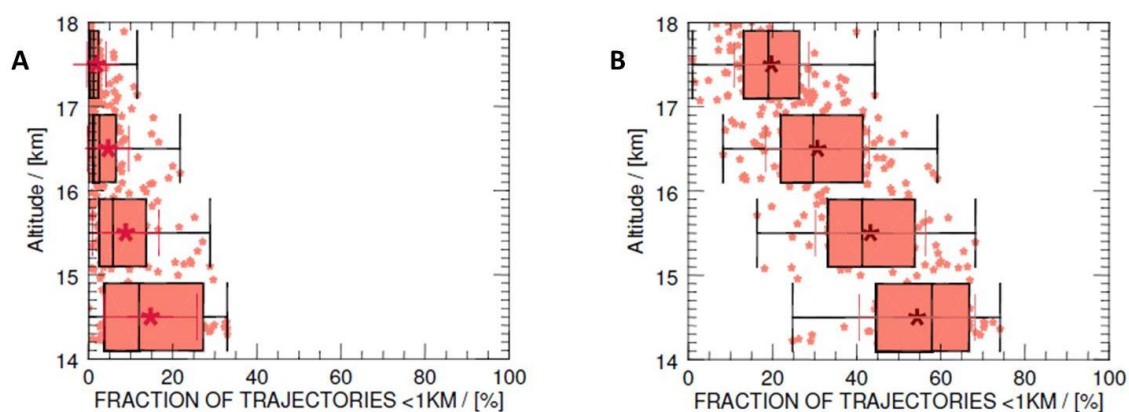 A
18
17
16
15
14
Altitude / [km]
0 20 40 60 80 100
FRACTION OF TRAJECTORIES <1KM / [%]
B
18
17
16
15
14
Altitude / [km]
0 20 40 60 80 100
FRACTION OF TRAJECTORIES <1KM / [%]